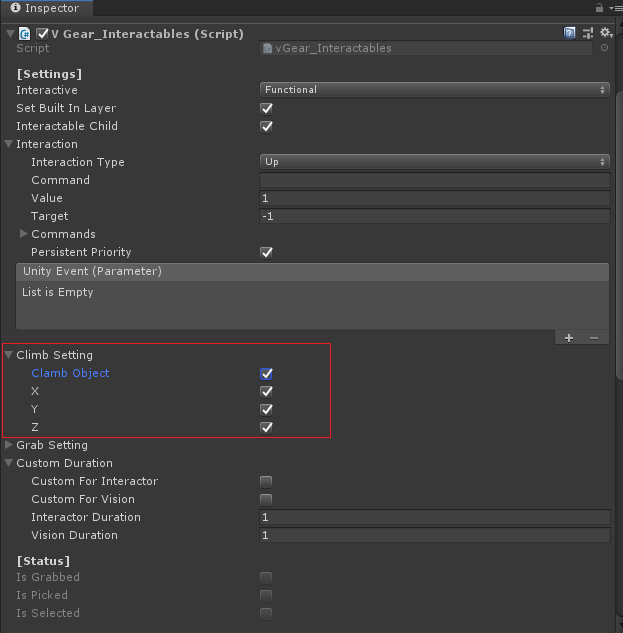 Inspector
V Gear_Interactables (Script)
Script vGear_Interactables
[Settings]
Interactive Functional
Set Built In Layer
Interactable Child
Interaction
Interaction Type Up
Command
Value 1
Target -1
Commands
Persistent Priority
Unity Event (Parameter)
List is Empty
Climb Setting
Clamb Object
X
Y
Z
Grab Setting
Custom Duration
Custom For Interactor
Custom For Vision
Interactor Duration 1
Vision Duration 1
[Status]
Is Grabbed
Is Picked
Is Selected